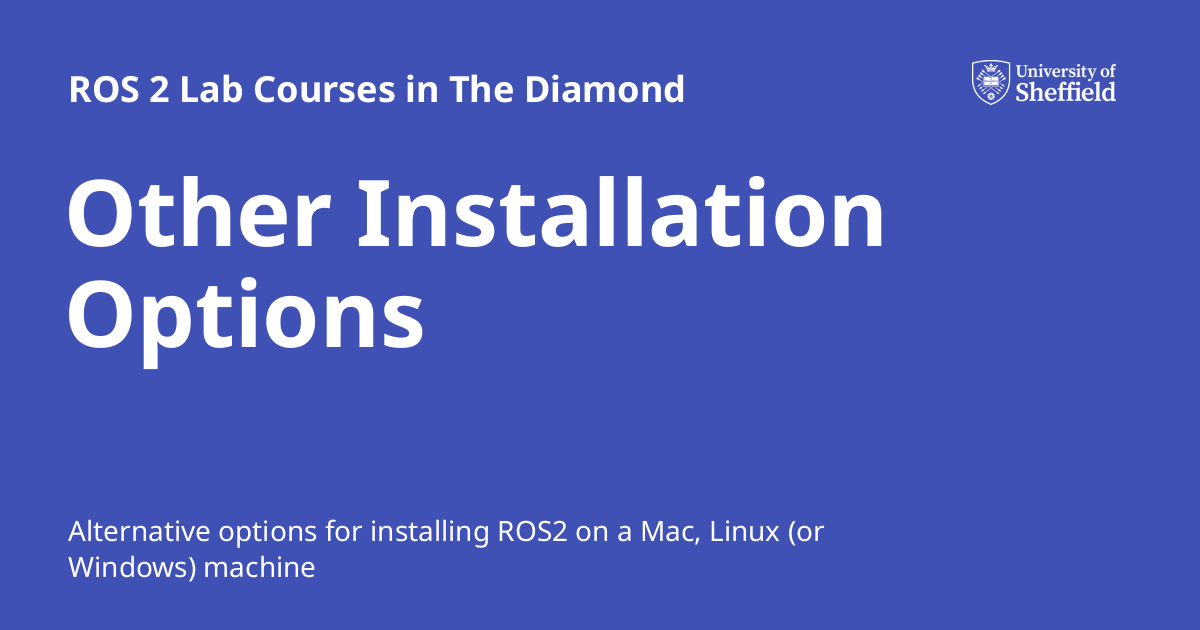 ROS 2 Lab Courses in The Diamond
University of
Sheffield
Other Installation
Options
Alternative options for installing ROS2 on a Mac, Linux (or
Windows) machine